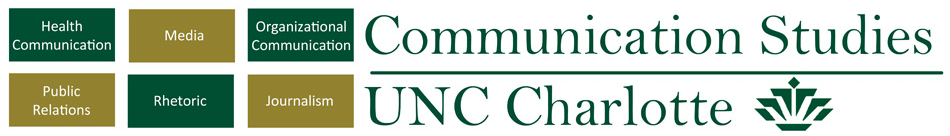 Health
Communication
Media
Organizational
Communication
Public
Relations
Rhetoric
Journalism
Communication Studies
UNC Charlotte